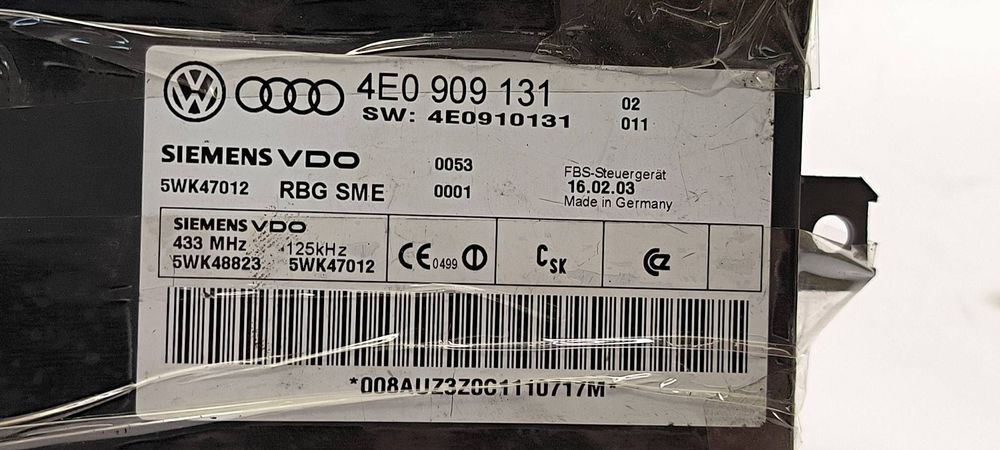 4E0 909 131 02
SW: 4E0910131 011
SIEMENS VDO 0053 FBS-Steuergerät
5WK47012 RBG SME 0001 16.02.03
Made in Germany
SIEMENS VDO
433 MHz 125kHz
5WK48823 5WK47012 CE 0499 CSK
*008AUZ3Z0C1110717M*